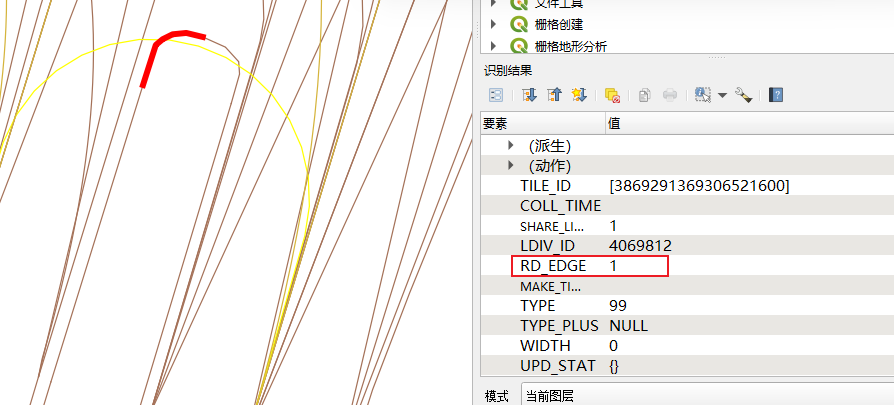 文件工具
栅格创建
栅格地形分析
识别结果
要素 值
(派生)
(动作)
TILE_ID [3869291369306521600]
COLL_TIME
SHARE_LI... 1
LDIV_ID 4069812
RD_EDGE 1
MAKE_TI...
TYPE 99
TYPE_PLUS NULL
WIDTH 0
UPD_STAT {}
模式 当前图层